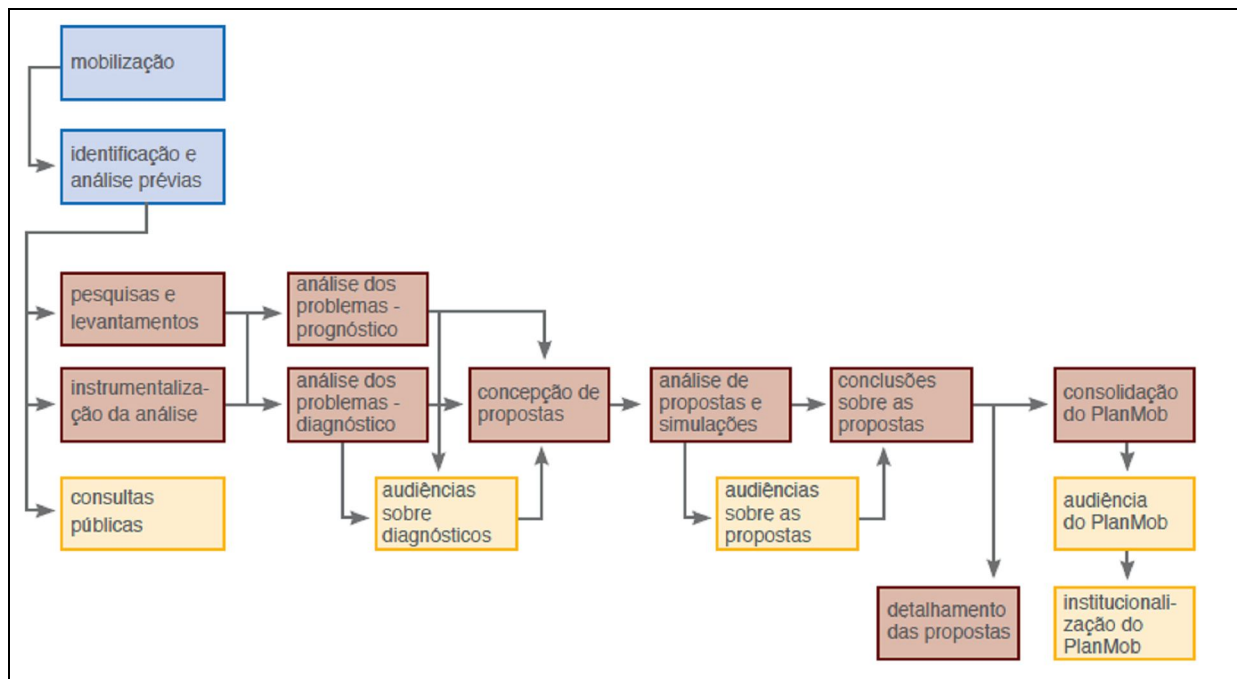 mobilização
identificação e
análise prévias
pesquisas e
levantamentos
análise dos
problemas -
prognóstico
instrumentaliza-
ção da análise
análise dos
problemas -
diagnóstico
concepção de
propostas
análise de
propostas e
simulações
conclusões
sobre as
propostas
consolidação
do PlanMob
consultas
públicas
audiências
sobre
diagnósticos
audiências
sobre as
propostas
audiência
do PlanMob
detalhamento
das propostas
institucionali-
zação do
PlanMob